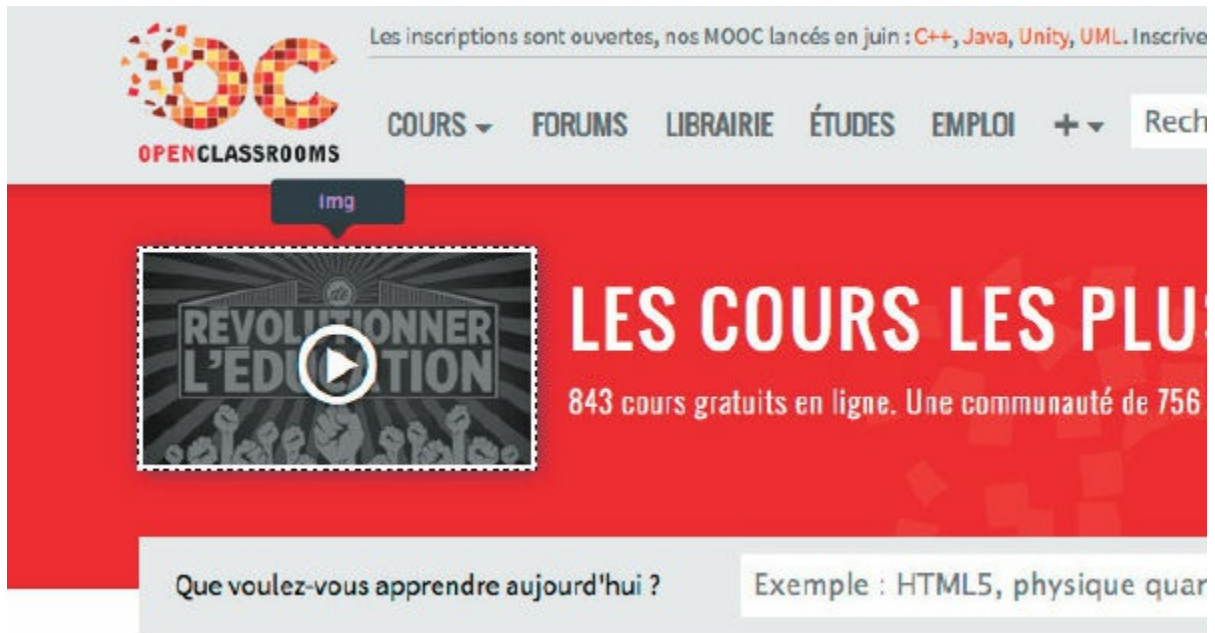 Les inscriptions sont ouvertes, nos MOOC lancés en juin : C++, Java, Unity, UML. Inscrive
OC
OPENCLASSROOMS
COURS FORUMS LIBRAIRIE ÉTUDES EMPLOI + Rech
img
DE
RÉVOLUTIONNER
L'ÉDUCATION
LES COURS LES PLUS
843 cours gratuits en ligne. Une communauté de 756
Que voulez-vous apprendre aujourd'hui ? Exemple : HTML5, physique quan